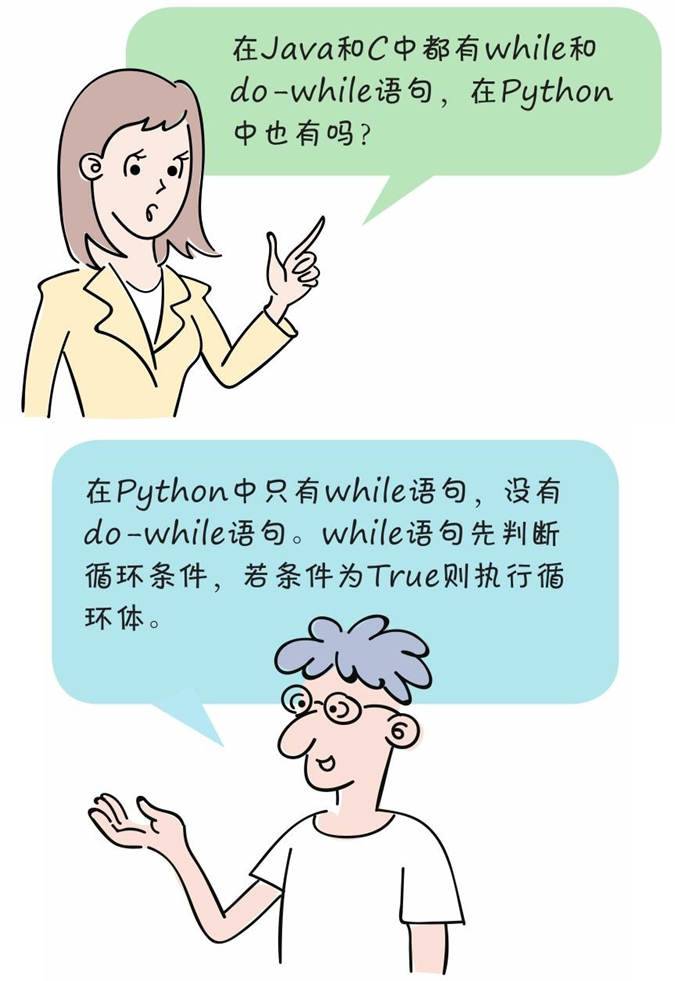 在Java和C中都有while和
do-while语句，在Python
中也有吗？
在Python中只有while语句，没有
do-while语句。while语句先判断
循环条件，若条件为True则执行循
环体。